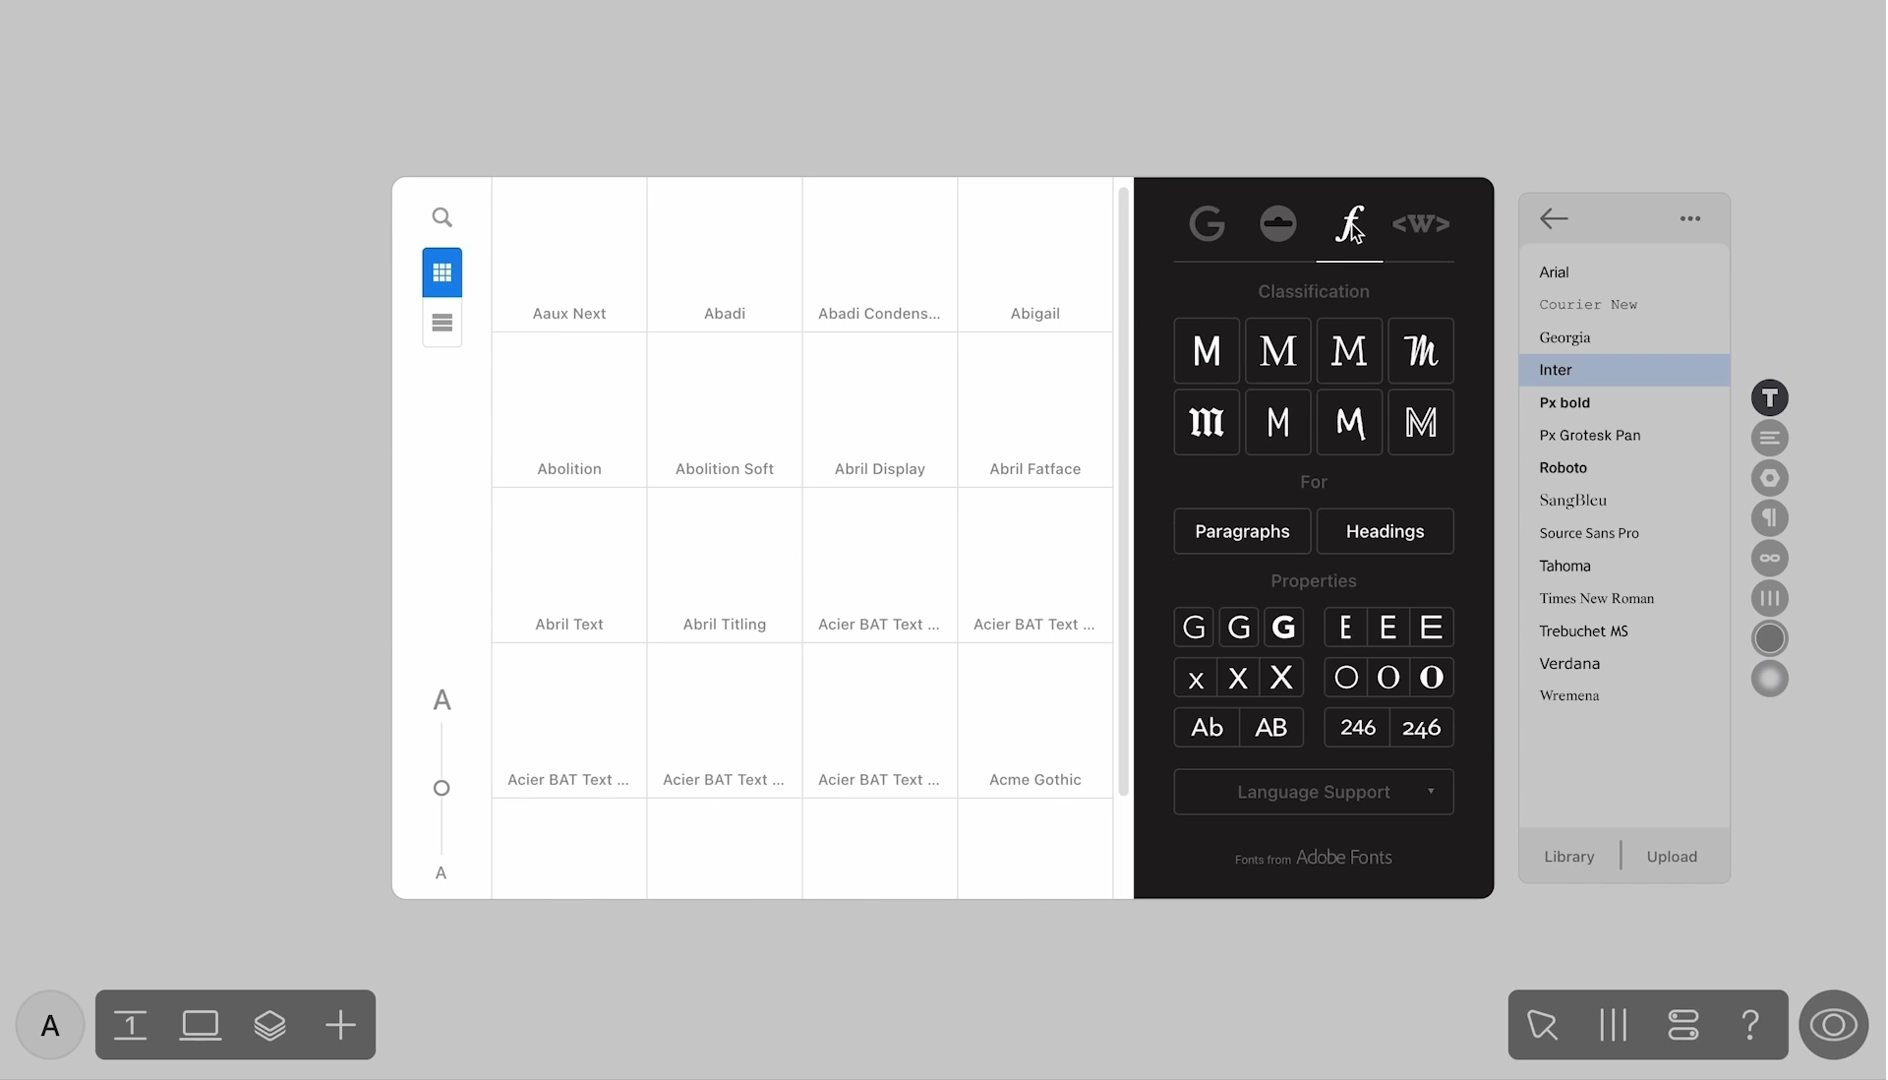 Aaux Next
Abadi
Abadi Condens...
Abigail
Abolition
Abolition Soft
Abril Display
Abril Fatface
Abril Text
Abril Titling
Acier BAT Text ...
Acier BAT Text ...
Acier BAT Text ...
Acier BAT Text ...
Acier BAT Text ...
Acme Gothic
A
A
G
f
<W>
Classification
M M M M
M M M M
For
Paragraphs
Headings
Properties
G G G E E E
x x x O O O
Ab AB 246 246
Language Support
Fonts from Adobe Fonts
...
Arial
Courier New
Georgia
Inter
Px bold
Px Grotesk Pan
Roboto
SangBleu
Source Sans Pro
Tahoma
Times New Roman
Trebuchet MS
Verdana
Wremena
Library
Upload
T
¶
A
1
?